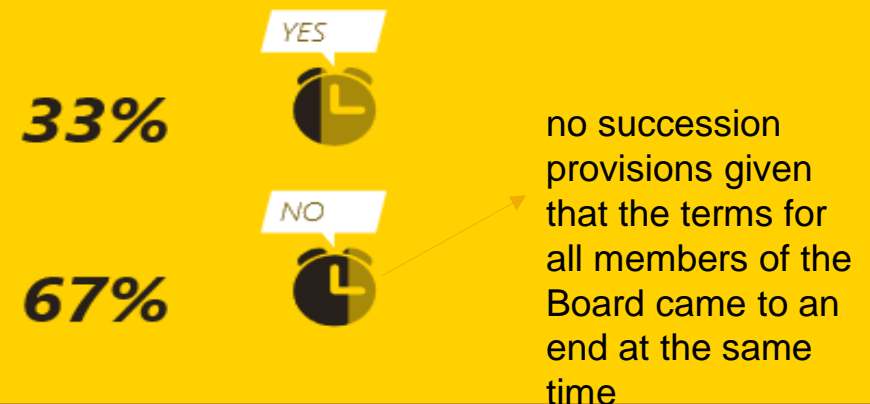 YES
33%
NO
67%
no succession
provisions given
that the terms for
all members of the
Board came to an
end at the same
time